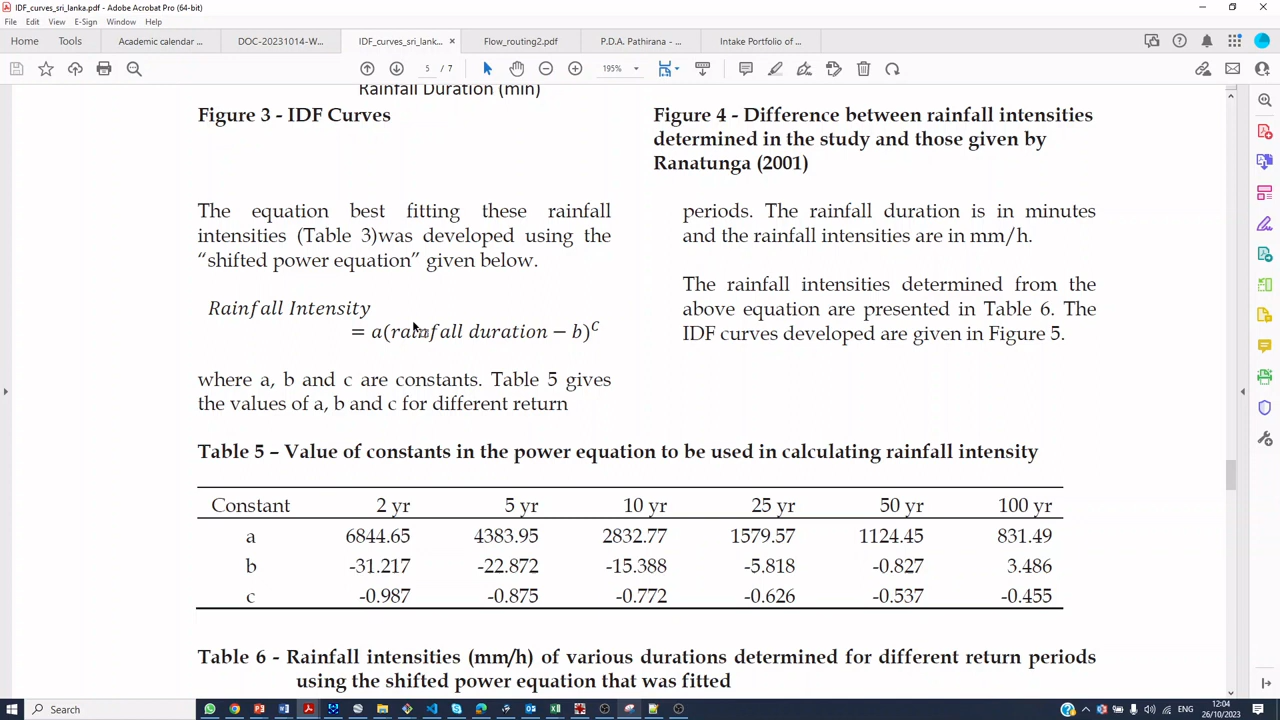 IDF_curves_sri_lanka.pdf - Adobe Acrobat Pro (64-bit)
File Edit View E-Sign Window Help
Home Tools Academic calendar ... DOC-20231014-W... IDF_curves_sri_lank... × Flow_routing2.pdf P.D.A. Pathirana - ... Intake Portfolio of ...
5 / 7 195%
Rainfall Duration (min)
Figure 3 - IDF Curves
Figure 4 - Difference between rainfall intensities
determined in the study and those given by
Ranatunga (2001)
The equation best fitting these rainfall
intensities (Table 3)was developed using the
“shifted power equation” given below.
Rainfall Intensity
= a(rainfall duration − b)^C
where a, b and c are constants. Table 5 gives
the values of a, b and c for different return
periods. The rainfall duration is in minutes
and the rainfall intensities are in mm/h.
The rainfall intensities determined from the
above equation are presented in Table 6. The
IDF curves developed are given in Figure 5.
Table 5 – Value of constants in the power equation to be used in calculating rainfall intensity
Constant 2 yr 5 yr 10 yr 25 yr 50 yr 100 yr
a 6844.65 4383.95 2832.77 1579.57 1124.45 831.49
b -31.217 -22.872 -15.388 -5.818 -0.827 3.486
c -0.987 -0.875 -0.772 -0.626 -0.537 -0.455
Table 6 - Rainfall intensities (mm/h) of various durations determined for different return periods
using the shifted power equation that was fitted
Search
ENG
12:04
26/10/2023